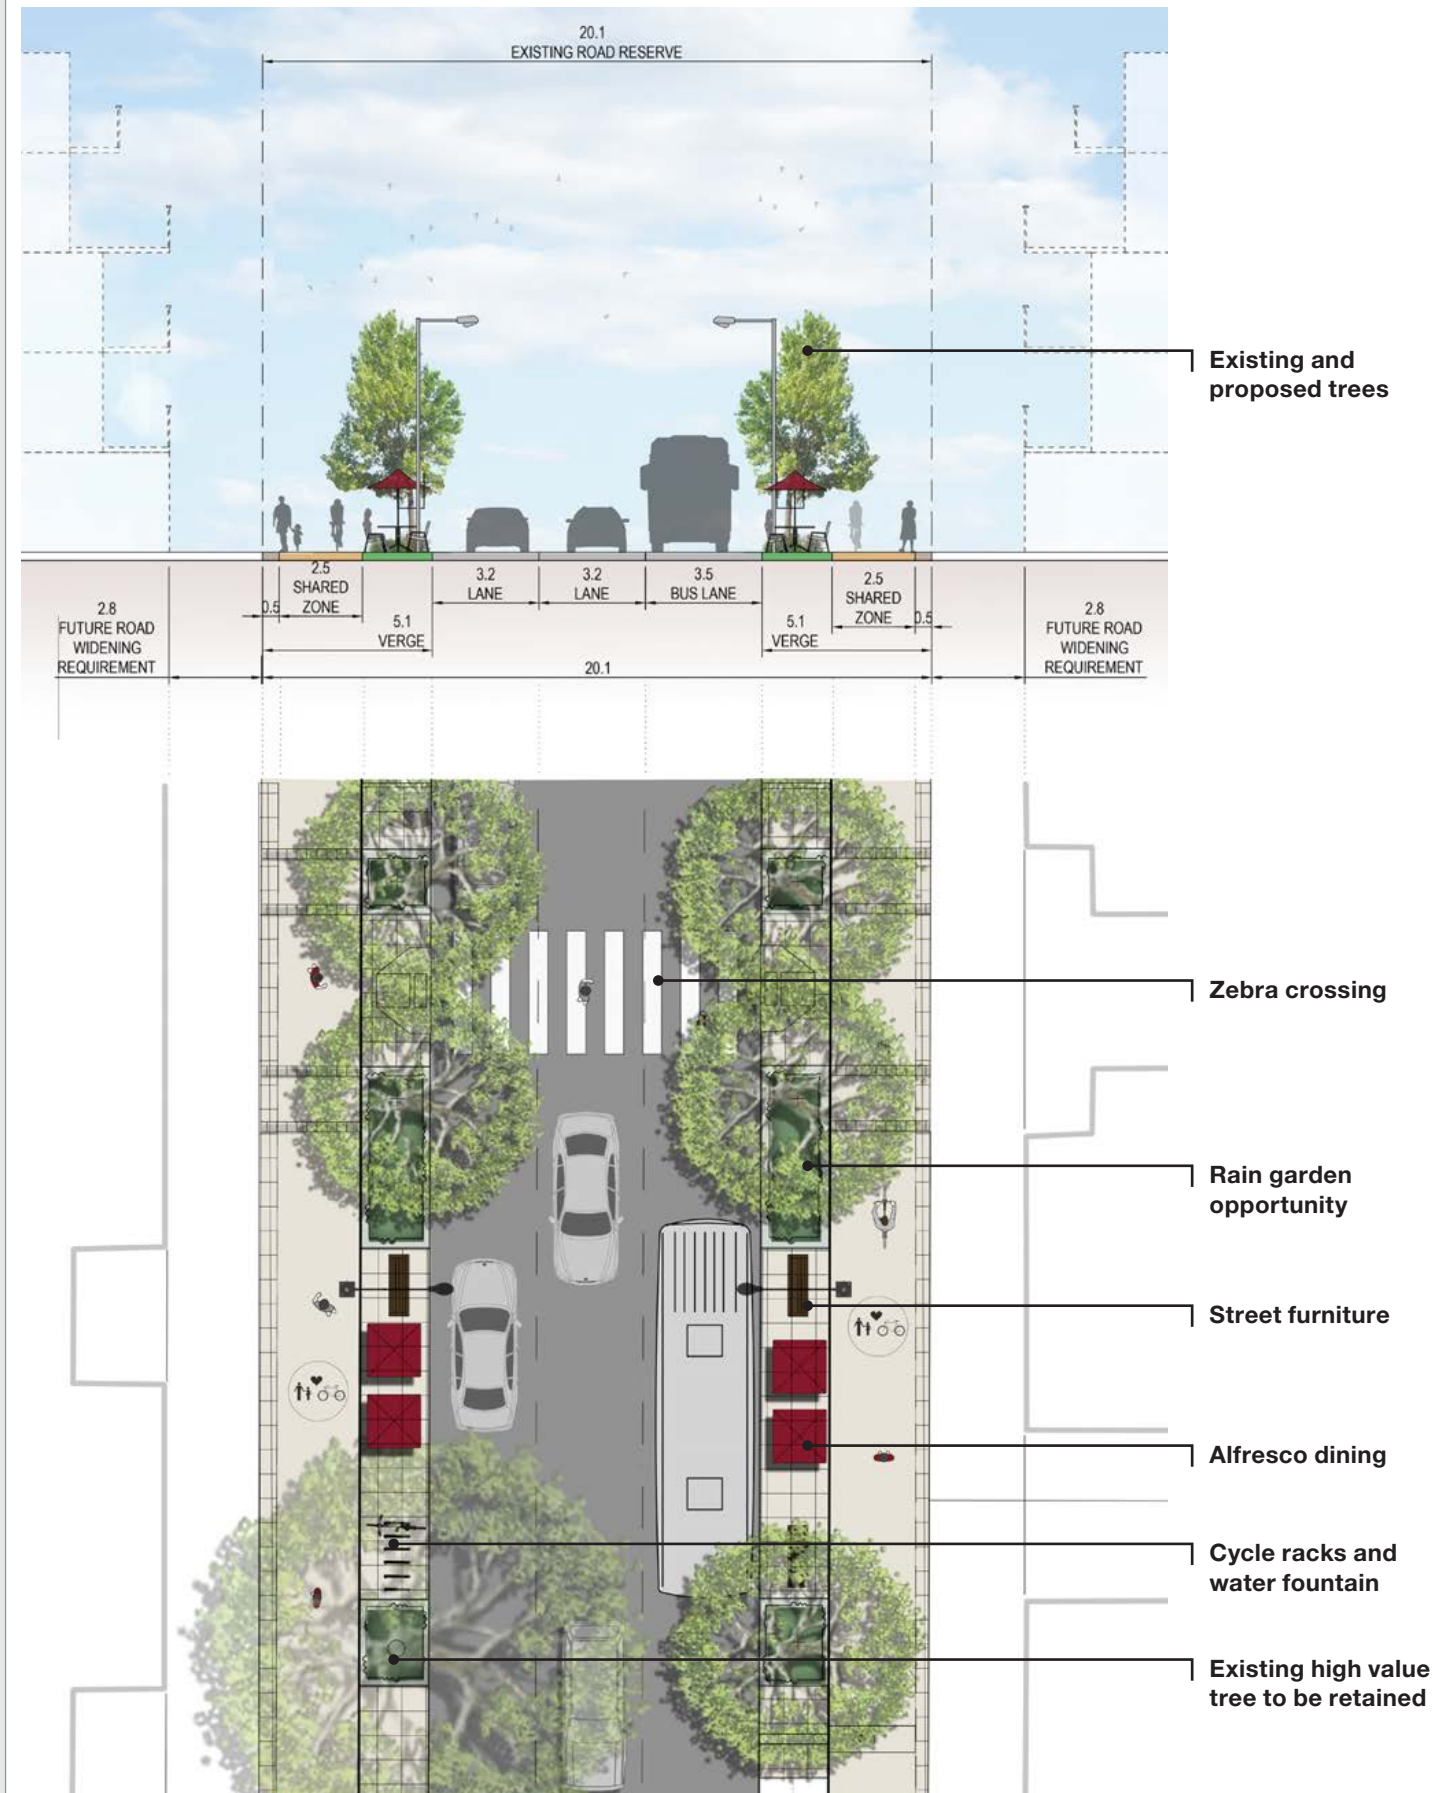 20.1
EXISTING ROAD RESERVE
Existing and
proposed trees
2.5
SHARED
ZONE
3.2
LANE
3.2
LANE
3.5
BUS LANE
2.5
SHARED
ZONE
0.5
0.5
2.8
FUTURE ROAD
WIDENING
REQUIREMENT
5.1
VERGE
5.1
VERGE
2.8
FUTURE ROAD
WIDENING
REQUIREMENT
20.1
Zebra crossing
Rain garden
opportunity
Street furniture
Alfresco dining
Cycle racks and
water fountain
Existing high value
tree to be retained